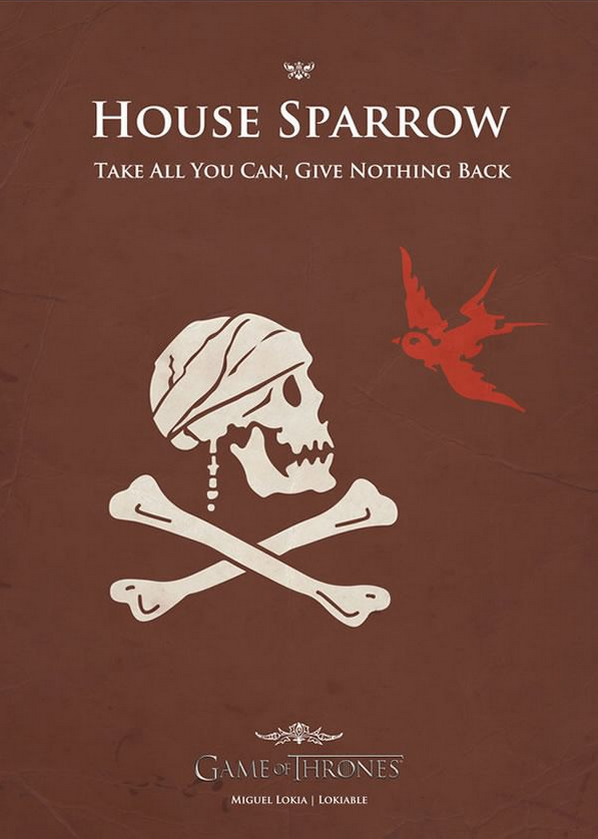 House Sparrow
Take All You Can, Give Nothing Back
Game of Thrones
Miguel Lokia | Lokiable